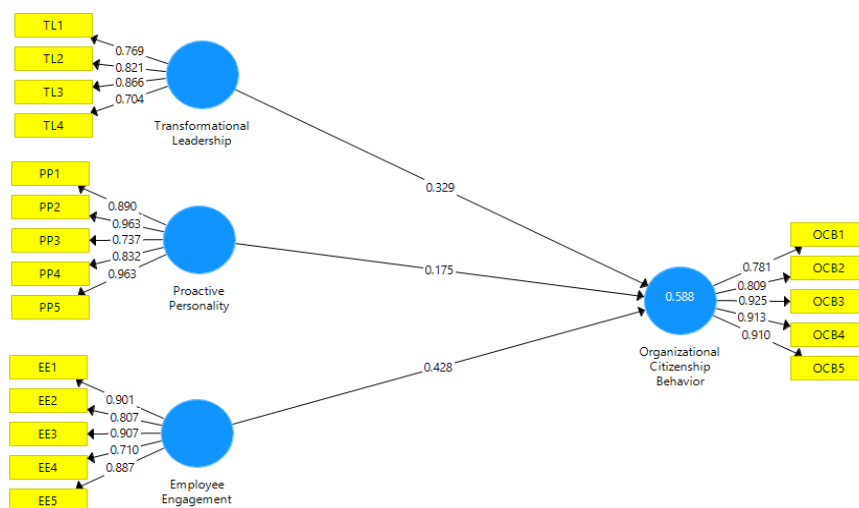 TL1
0.769
TL2
0.821
TL3
0.866
TL4
0.704
Transformational
Leadership
PP1
0.890
PP2
0.963
PP3
0.737
PP4
0.832
PP5
0.963
Proactive
Personality
EE1
0.901
EE2
0.807
EE3
0.907
EE4
0.710
EE5
0.887
Employee
Engagement
0.329
0.175
0.428
0.588
Organizational
Citizenship
Behavior
OCB1
0.781
OCB2
0.809
OCB3
0.925
OCB4
0.913
OCB5
0.910